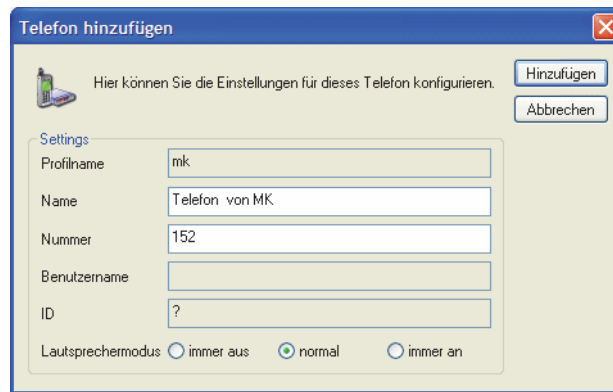 Telefon hinzufügen
Hier können Sie die Einstellungen für dieses Telefon konfigurieren.
Hinzufügen
Abbrechen
Settings
Profilname mk
Name Telefon von MK
Nummer 152
Benutzername
ID ?
Lautsprechermodus immer aus normal immer an